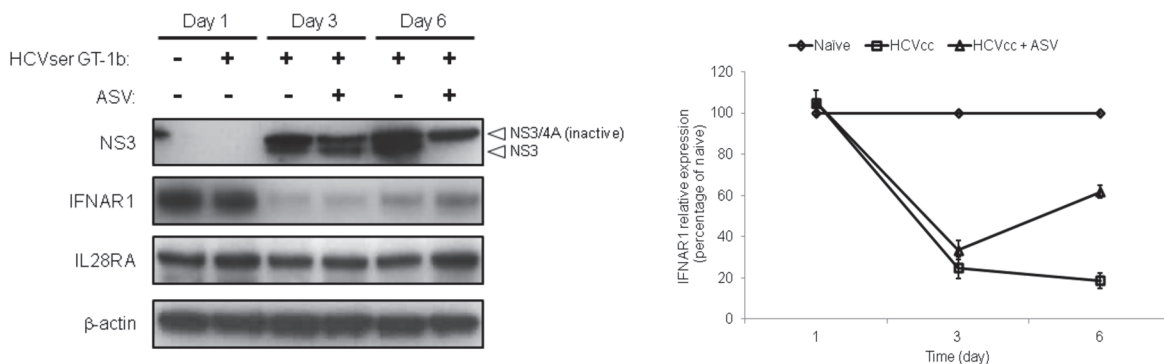 Day 1 Day 3 Day 6
HCVser GT-1b: - + + + + +
ASV: - - - + - +
NS3
◁ NS3/4A (inactive)
◁ NS3
IFNAR1
IL28RA
β-actin
Naïve HCVcc HCVcc + ASV
IFNAR1 relative expression
(percentage of naive)
120
100
80
60
40
20
0
1 3 6
Time (day)